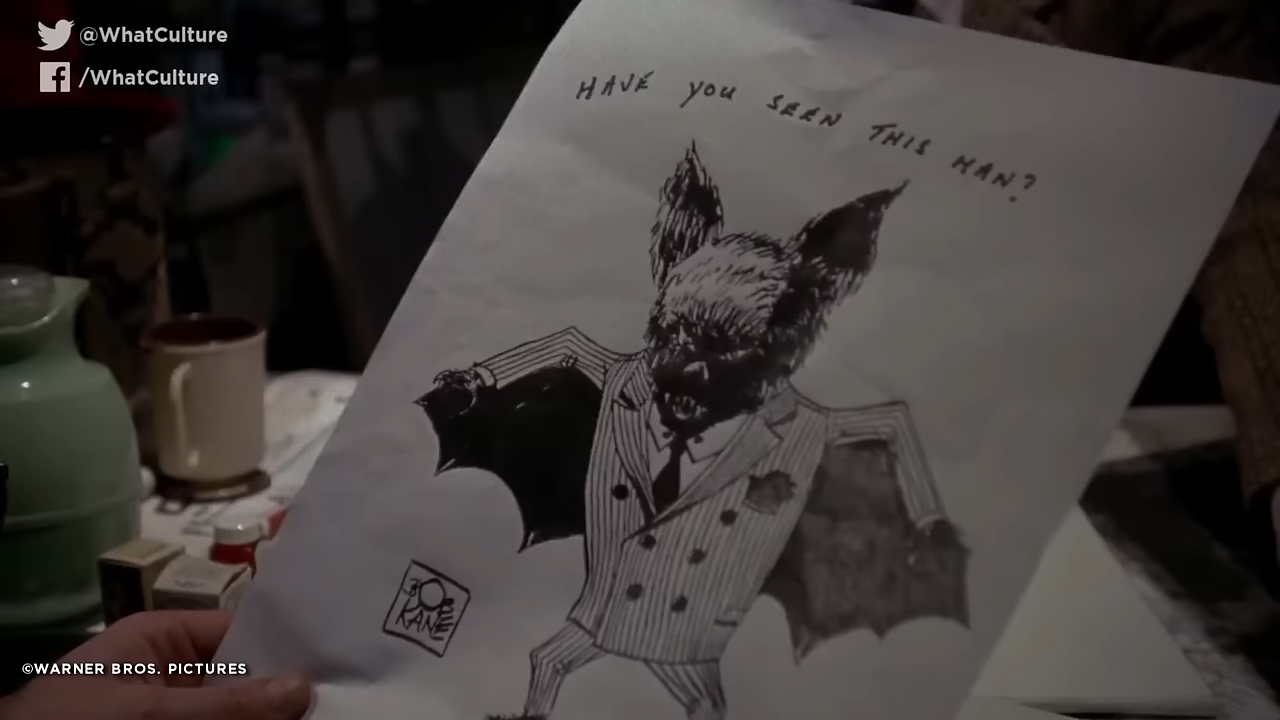 @WhatCulture
/WhatCulture
HAVE YOU SEEN THIS MAN?
BOB
KANE
©WARNER BROS. PICTURES